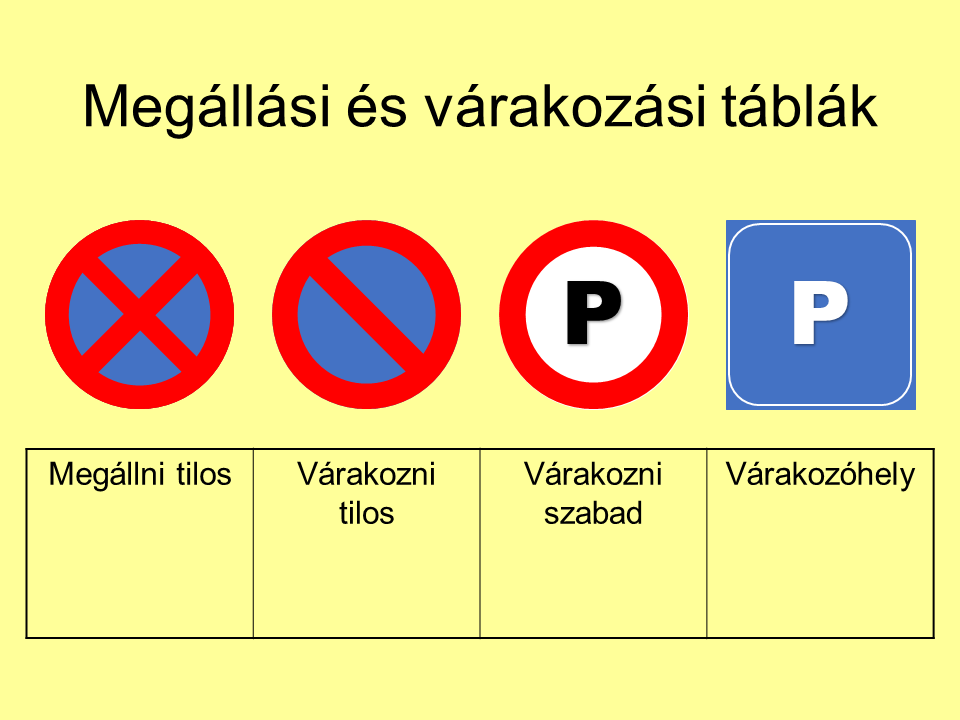 Megállási és várakozási táblák
P
P
Megállni tilos
Várakozni
tilos
Várakozni
szabad
Várakozóhely